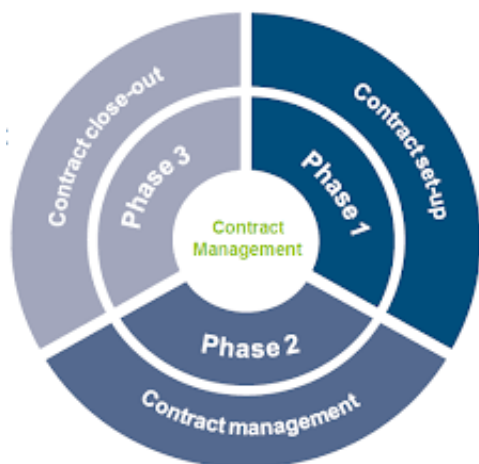 Contract set-up
Phase 1
Contract
Management
Phase 2
Contract management
Phase 3
Contract close-out